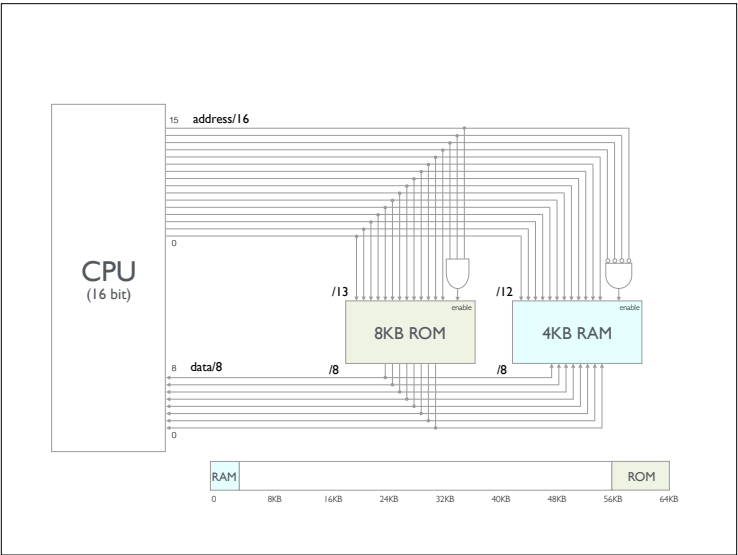 15 address/16
0
CPU
(16 bit)
/13 /12
enable enable
8KB ROM 4KB RAM
8 data/8 /8 /8
0
RAM ROM
0 8KB 16KB 24KB 32KB 40KB 48KB 56KB 64KB